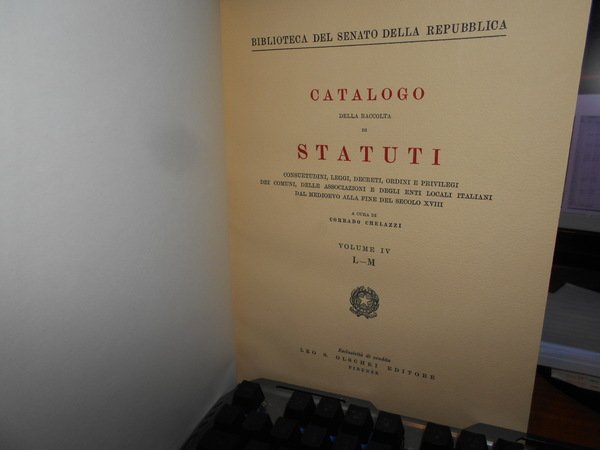 BIBLIOTECA DEL SENATO DELLA REPUBBLICA
CATALOGO
DELLA RACCOLTA
DI
STATUTI
CONSUETUDINI, LEGGI, DECRETI, ORDINI E PRIVILEGI
DEI COMUNI, DELLE ASSOCIAZIONI E DEGLI ENTI LOCALI ITALIANI
DAL MEDIOEVO ALLA FINE DEL SECOLO XVIII
A CURA DI
CORRADO CHELAZZI
VOLUME IV
L—M
Esclusività di vendita
LEO S. OLSCHKI EDITORE
FIRENZE